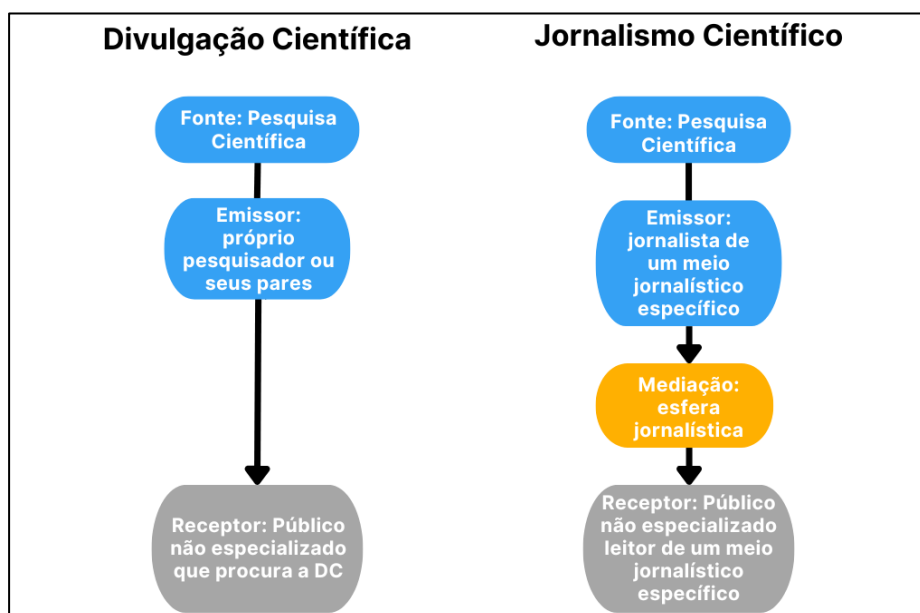 Divulgação Científica
Fonte: Pesquisa
Científica
Emissor:
próprio
pesquisador ou
seus pares
Receptor: Público
não especializado
que procura a DC
Jornalismo Científico
Fonte: Pesquisa
Científica
Emissor:
jornalista de
um meio
jornalístico
específico
Mediação:
esfera
jornalística
Receptor: Público
não especializado
leitor de um meio
jornalístico
específico